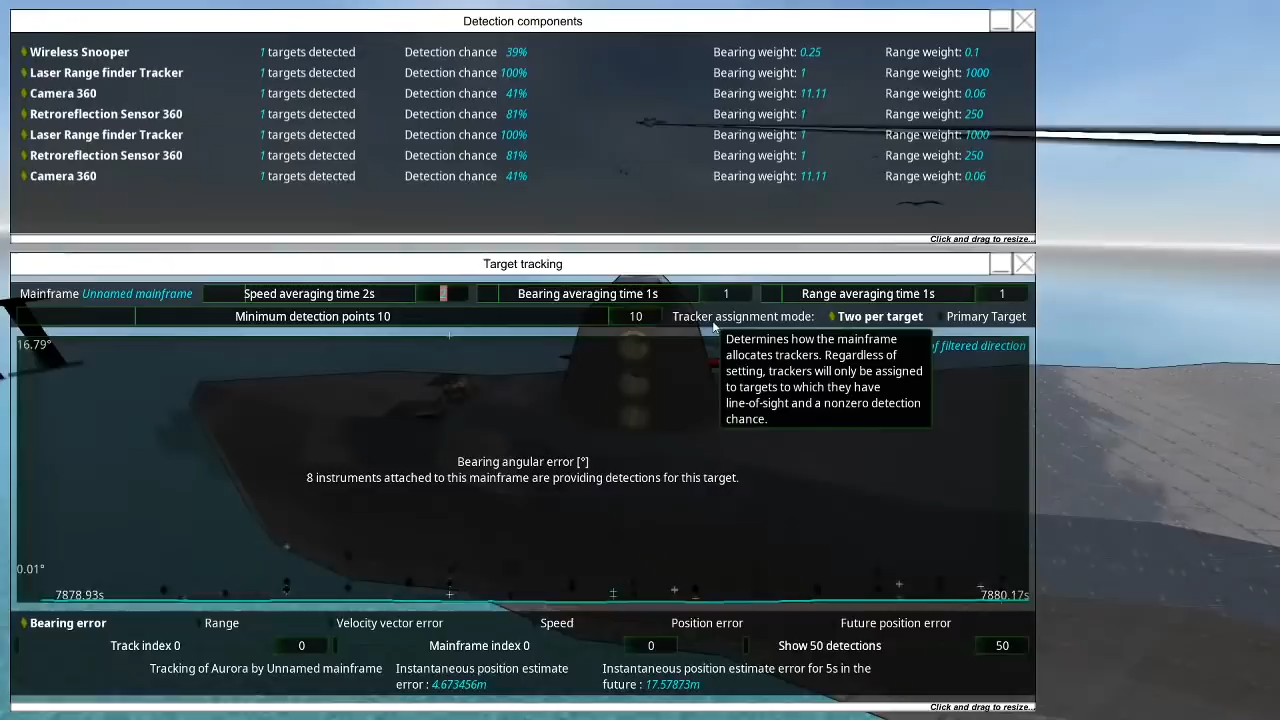 Detection components
Wireless Snooper 1 targets detected Detection chance 39% Bearing weight: 0.25 Range weight: 0.1
Laser Range finder Tracker 1 targets detected Detection chance 100% Bearing weight: 1 Range weight: 1000
Camera 360 1 targets detected Detection chance 41% Bearing weight: 11.11 Range weight: 0.06
Retroreflection Sensor 360 1 targets detected Detection chance 81% Bearing weight: 1 Range weight: 250
Laser Range finder Tracker 1 targets detected Detection chance 100% Bearing weight: 1 Range weight: 1000
Retroreflection Sensor 360 1 targets detected Detection chance 81% Bearing weight: 1 Range weight: 250
Camera 360 1 targets detected Detection chance 41% Bearing weight: 11.11 Range weight: 0.06
Click and drag to resize...
Target tracking
Mainframe Unnamed mainframe Speed averaging time 2s 2 Bearing averaging time 1s 1 Range averaging time 1s 1
Minimum detection points 10 10 Tracker assignment mode: Two per target Primary Target
16.79° of filtered direction
Determines how the mainframe
allocates trackers. Regardless of
setting, trackers will only be assigned
to targets to which they have
line-of-sight and a nonzero detection
chance.
Bearing angular error [°]
8 instruments attached to this mainframe are providing detections for this target.
0.01°
7878.93s 7880.17s
Bearing error Range Velocity vector error Speed Position error Future position error
Track index 0 0 Mainframe index 0 0 Show 50 detections 50
Tracking of Aurora by Unnamed mainframe Instantaneous position estimate Instantaneous position estimate error for 5s in the
error : 4.673456m future : 17.57873m
Click and drag to resize...